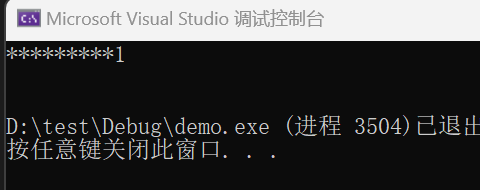 C:\ Microsoft Visual Studio 调试控制台
*********1
D:\test\Debug\demo.exe (进程 3504)已退出
按任意键关闭此窗口. . .